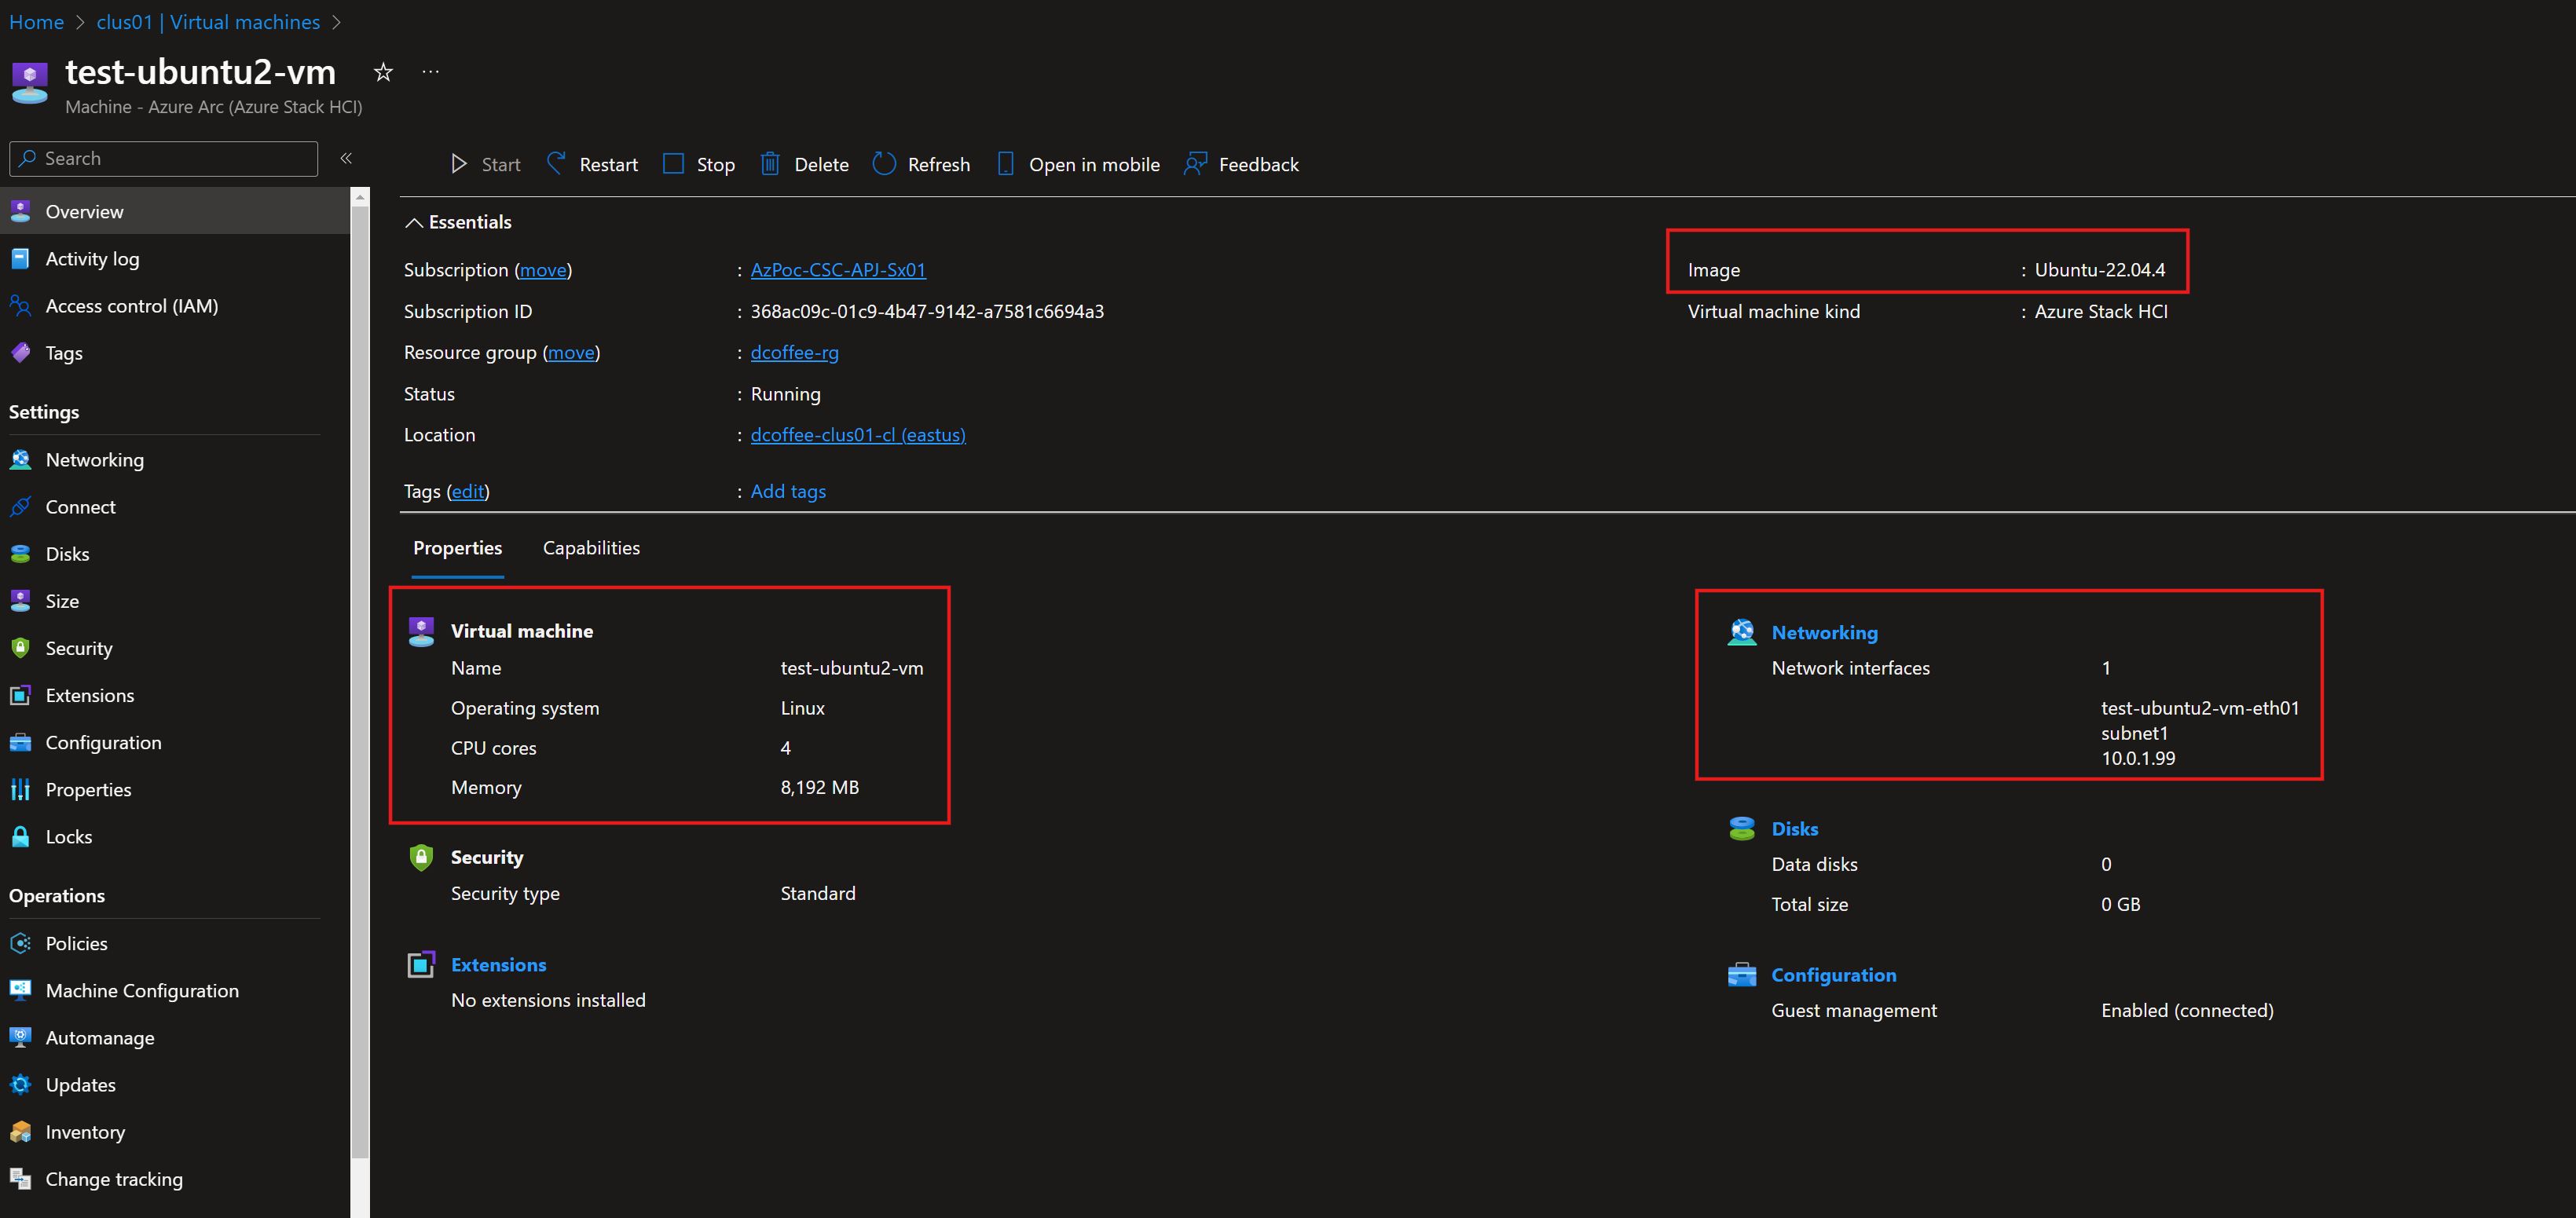 Home > clus01 | Virtual machines >
test-ubuntu2-vm ☆ ...
Machine - Azure Arc (Azure Stack HCI)
Search «
Start Restart Stop Delete Refresh Open in mobile Feedback
Overview
Activity log
Access control (IAM)
Tags
Settings
Networking
Connect
Disks
Size
Security
Extensions
Configuration
Properties
Locks
Operations
Policies
Machine Configuration
Automanage
Updates
Inventory
Change tracking
Essentials
Subscription (move) : AzPoc-CSC-APJ-Sx01
Subscription ID : 368ac09c-01c9-4b47-9142-a7581c6694a3
Resource group (move) : dcoffee-rg
Status : Running
Location : dcoffee-clus01-cl (eastus)
Tags (edit) : Add tags
Image : Ubuntu-22.04.4
Virtual machine kind : Azure Stack HCI
Properties Capabilities
Virtual machine
Name test-ubuntu2-vm
Operating system Linux
CPU cores 4
Memory 8,192 MB
Security
Security type Standard
Extensions
No extensions installed
Networking
Network interfaces 1
test-ubuntu2-vm-eth01
subnet1
10.0.1.99
Disks
Data disks 0
Total size 0 GB
Configuration
Guest management Enabled (connected)